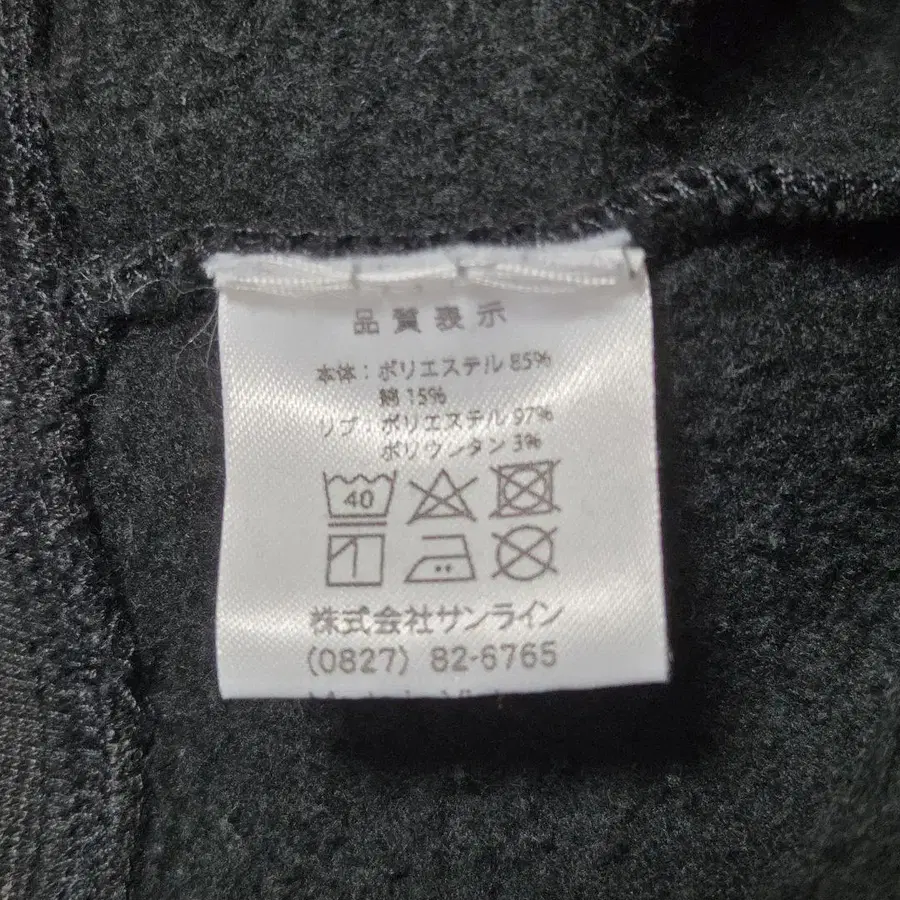 品質表示
本体：ポリエステル 85%
綿 15%
リブ：ポリエステル 97%
ポリウンタン 3%
40
株式会社サンライン
(0827) 82-6765